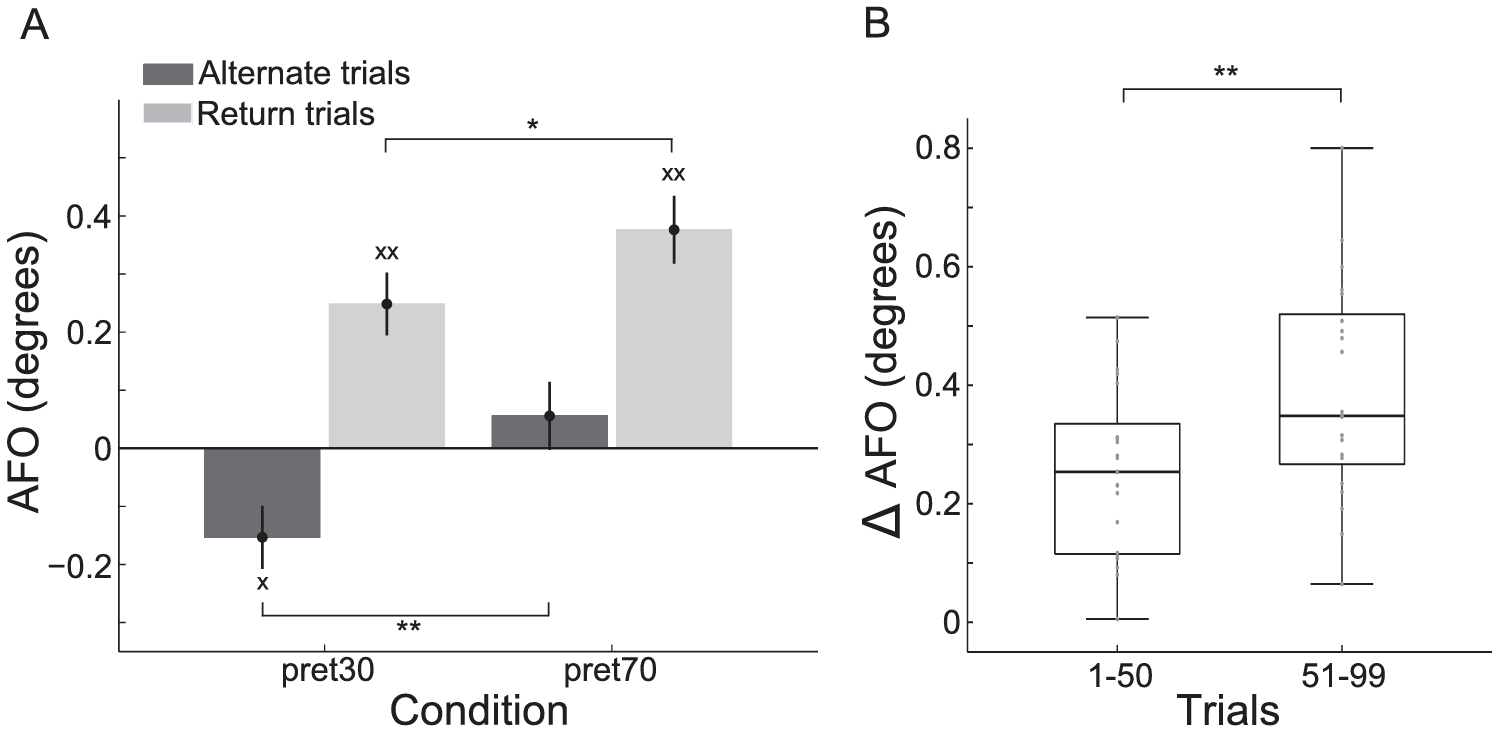 A
Alternate trials
Return trials
*
xx
xx
0.4
0.2
0
−0.2
x
**
pret30
pret70
Condition
AFO (degrees)
B
**
0.8
0.6
0.4
0.2
0
1-50
51-99
Trials
Δ AFO (degrees)